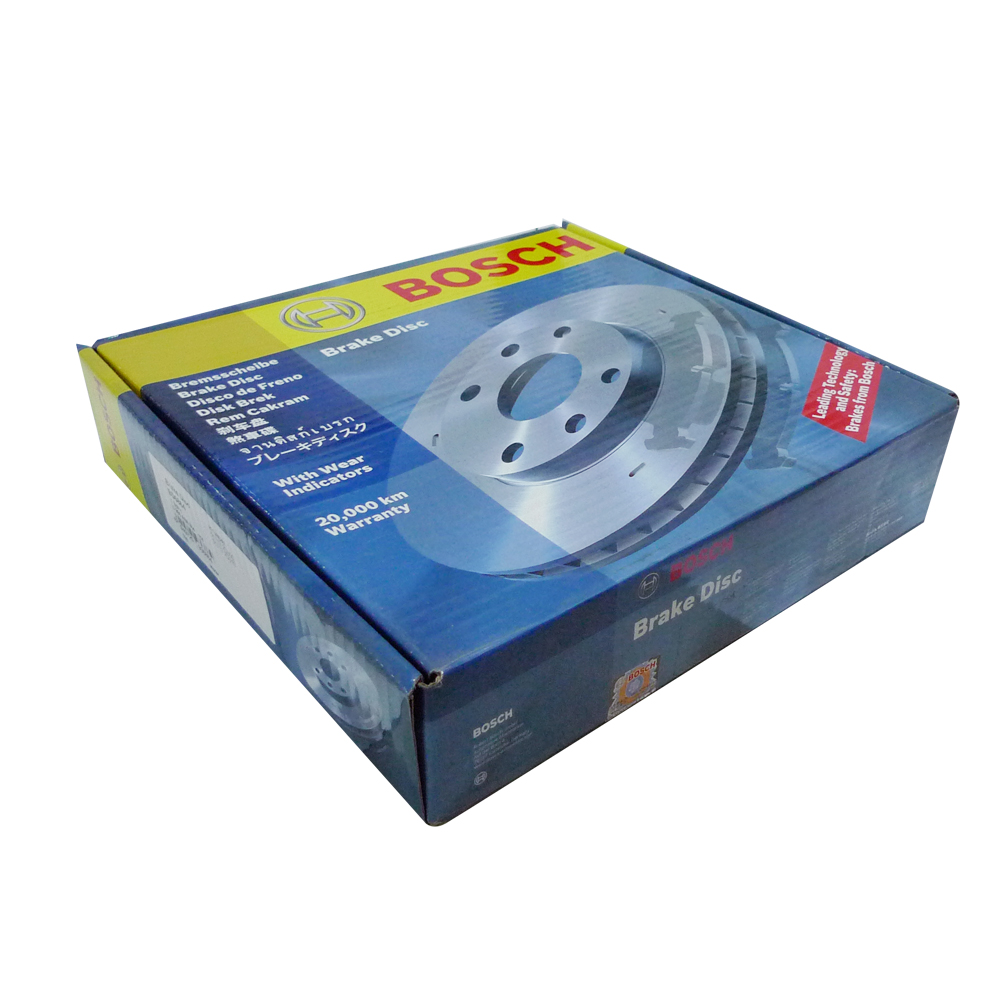 BOSCH
Brake Disc
Bremsscheibe
Brake Disc
Disco de Freno
Disk Brek
Rem Cakram
刹车盘
煞車碟
จานดิสก์เบรก
ブレーキディスク
With Wear
Indicators
20,000 km
Warranty
Leading Technology
and Safety:
Brakes from Bosch
BOSCH
BOSCH
Brake Disc
BOSCH
BOSCH